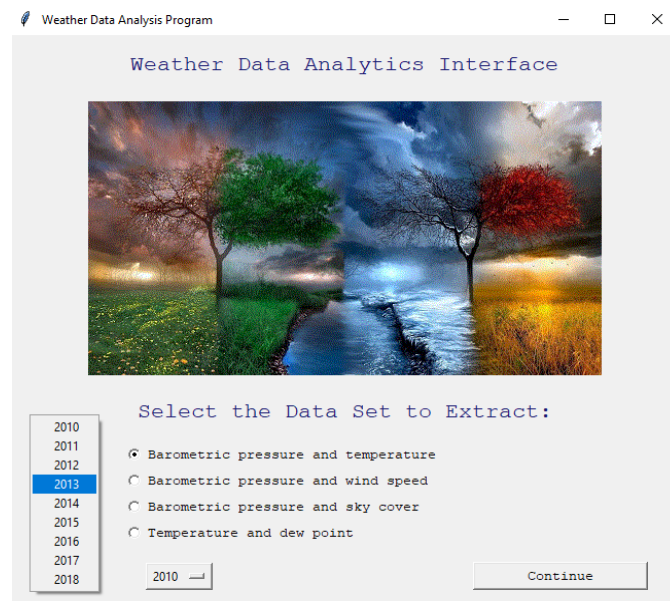 Weather Data Analysis Program
Weather Data Analytics Interface
Select the Data Set to Extract:
2010
2011
2012
2013
2014
2015
2016
2017
2018
Barometric pressure and temperature
Barometric pressure and wind speed
Barometric pressure and sky cover
Temperature and dew point
2010
Continue